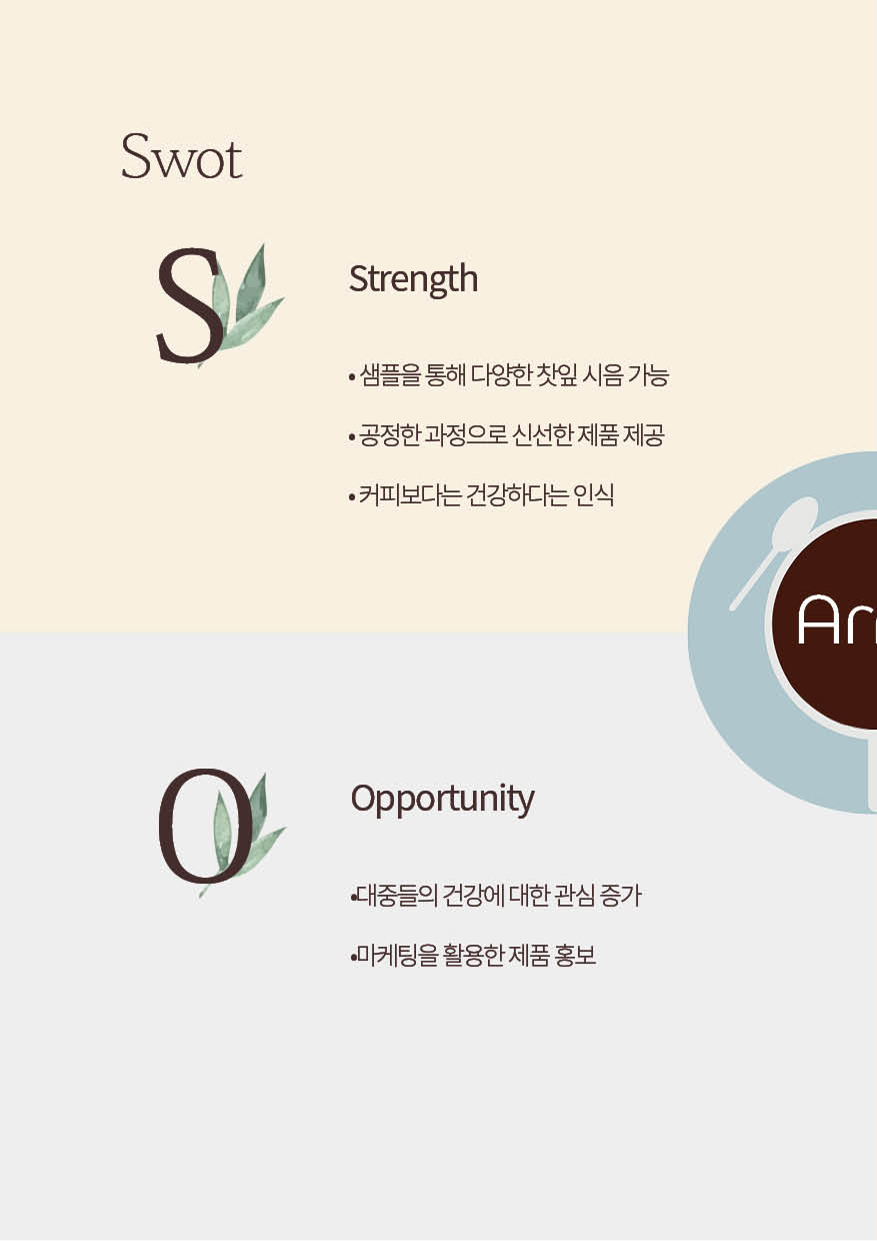 Swot
S
Strength
• 샘플을 통해 다양한 찻잎 시음 가능
• 공정한 과정으로 신선한 제품 제공
• 커피보다는 건강하다는 인식
O
Opportunity
•대중들의 건강에 대한 관심 증가
•마케팅을 활용한 제품 홍보